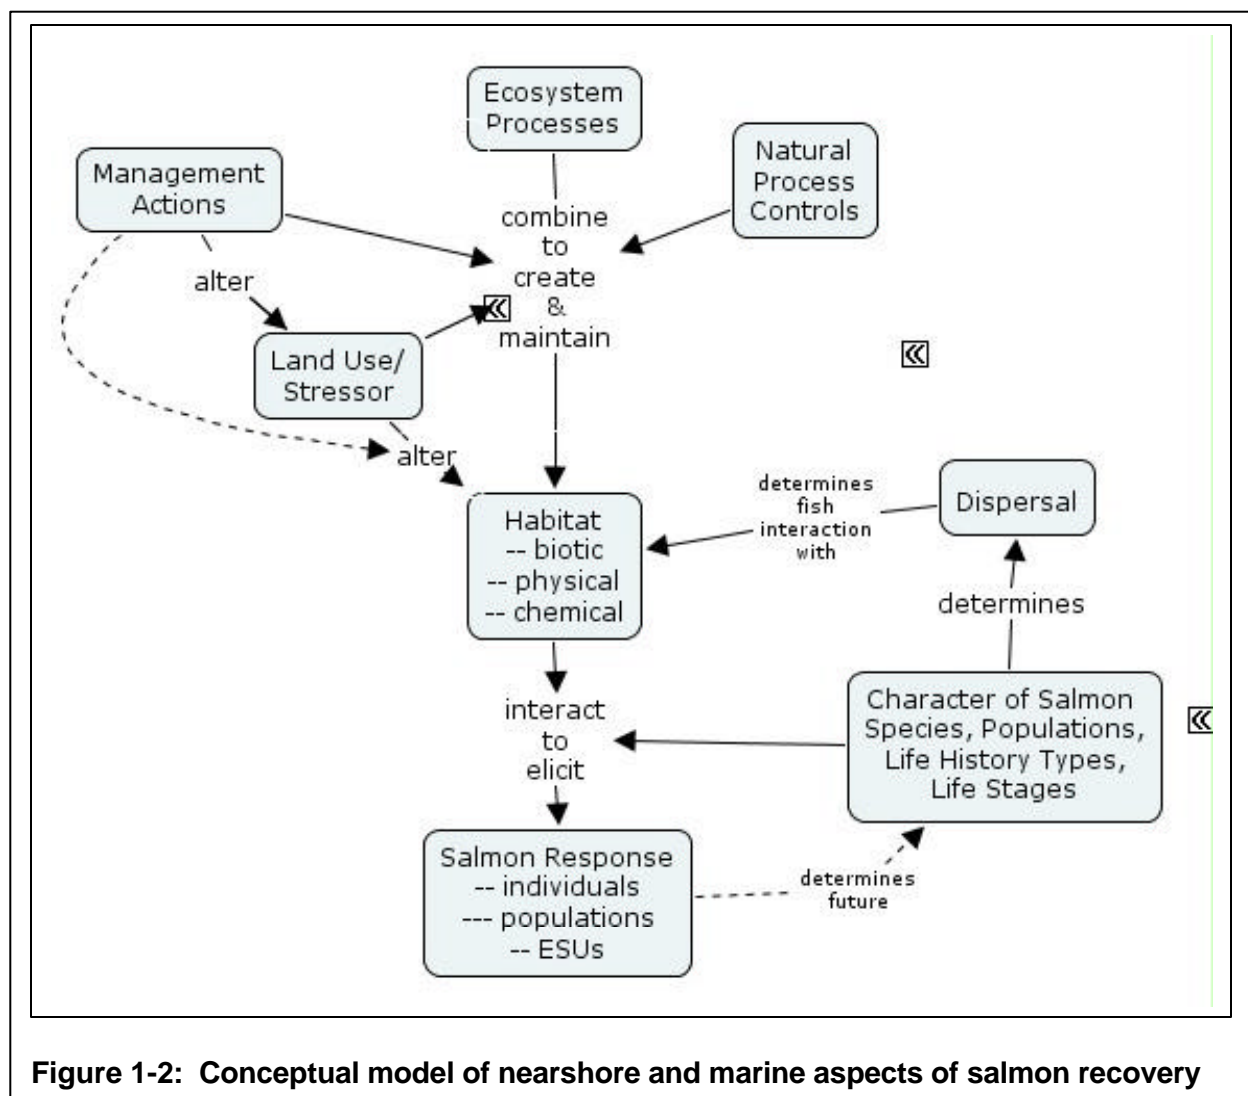 Ecosystem
Processes
Natural
Process
Controls
Management
Actions
combine
to
create
&
maintain
alter
Land Use/
Stressor
alter
Habitat
-- biotic
-- physical
-- chemical
determines
fish
interaction
with
Dispersal
determines
interact
to
elicit
Character of Salmon
Species, Populations,
Life History Types,
Life Stages
Salmon Response
-- individuals
--- populations
-- ESUs
determines
future
Figure 1-2: Conceptual model of nearshore and marine aspects of salmon recovery